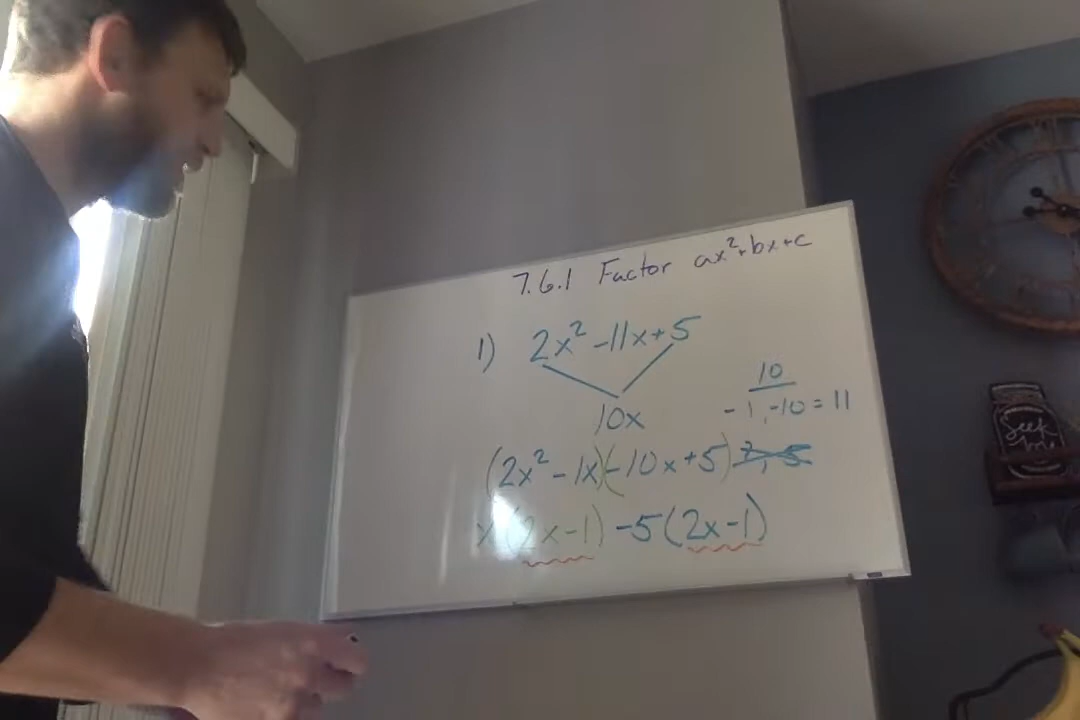 7.6.1 Factor ax²+bx+c
1) 2x² -11x+5
10x
10
-1,-10 = 11
(2x² - 1x)(-10x+5)
x(2x-1) -5(2x-1)
Seek